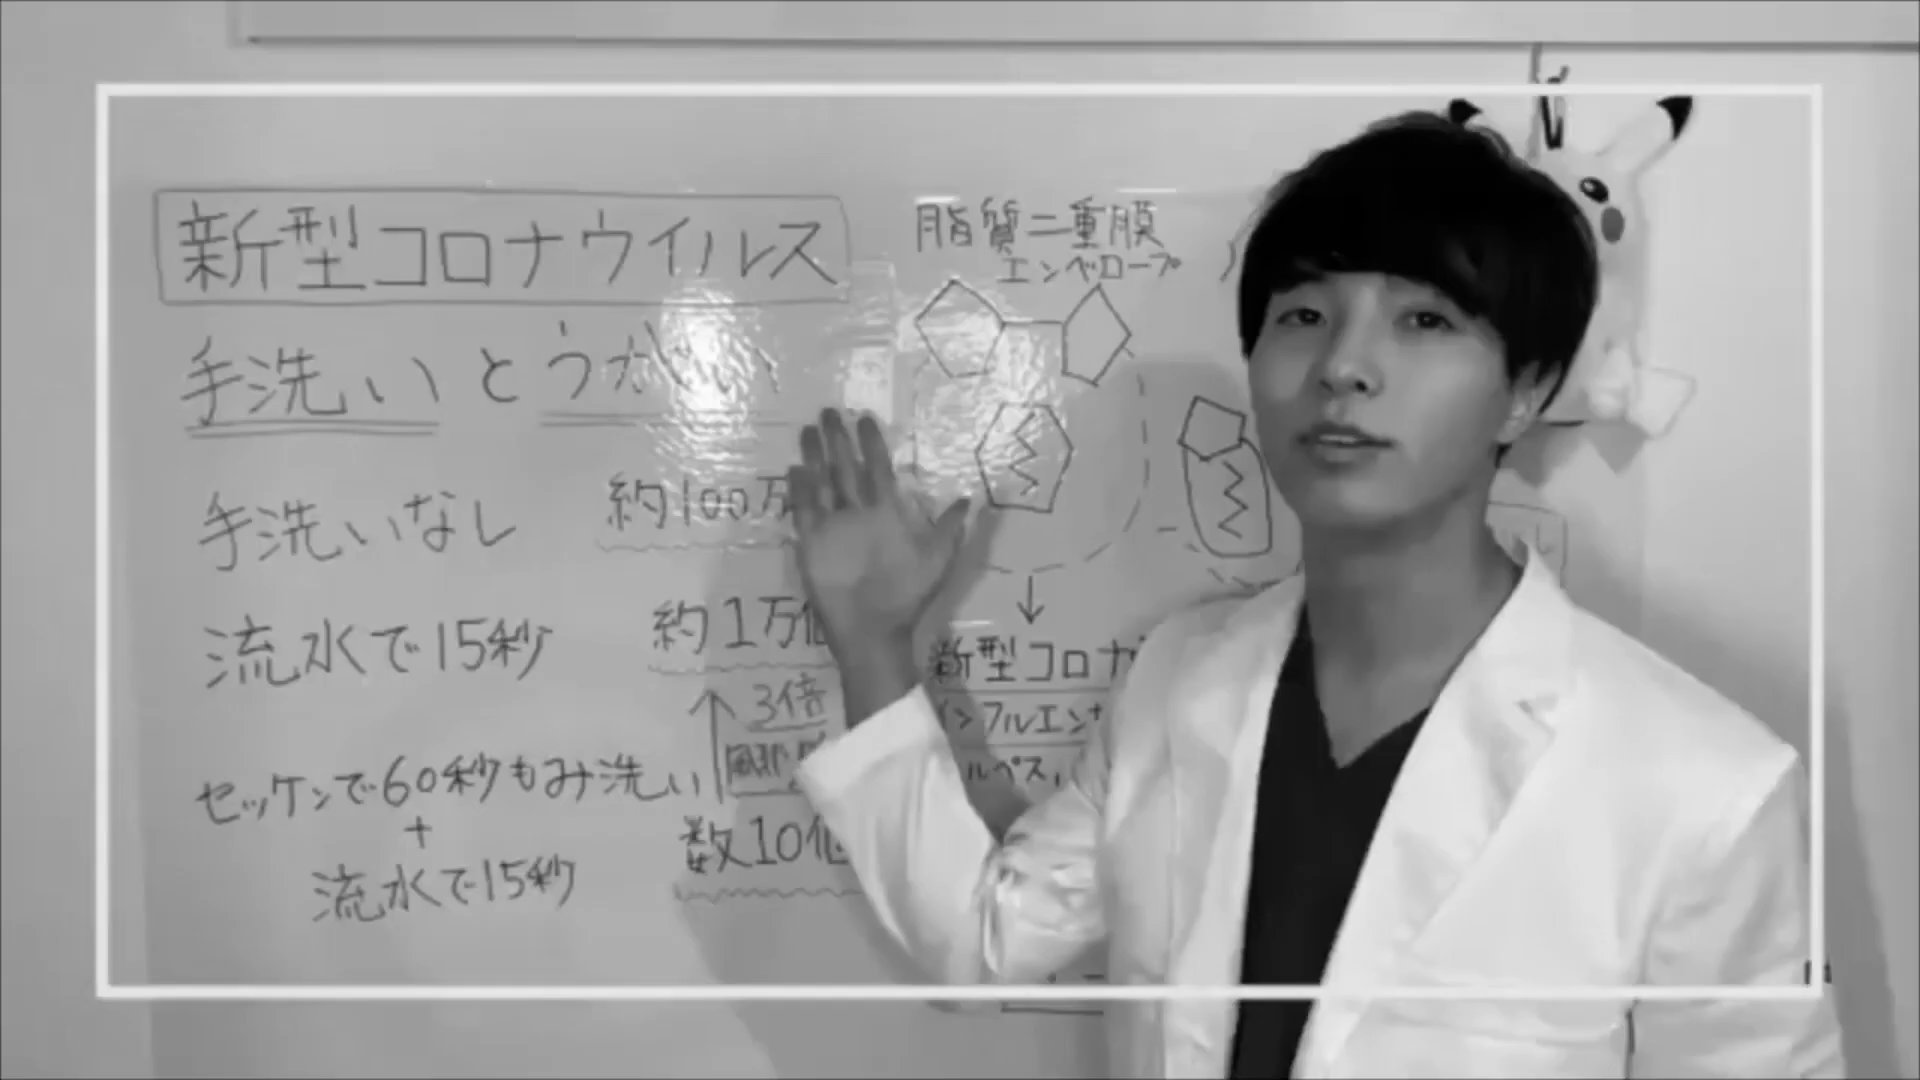 新型コロナウイルス
手洗いとうがい
手洗いなし 約100万
流水で15秒 約1万個
3倍
セッケンで60秒もみ洗い
+
流水で15秒
数10個
脂質二重膜
エンベロープ
新型コロナ
インフルエン
ルペス,